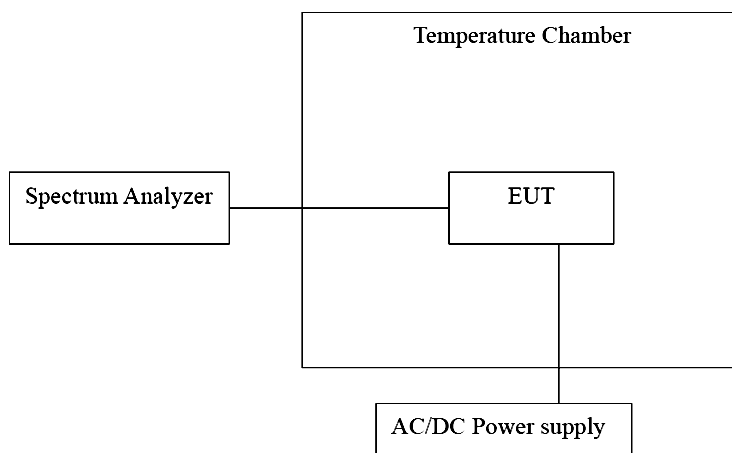 Temperature Chamber
Spectrum Analyzer
EUT
AC/DC Power supply